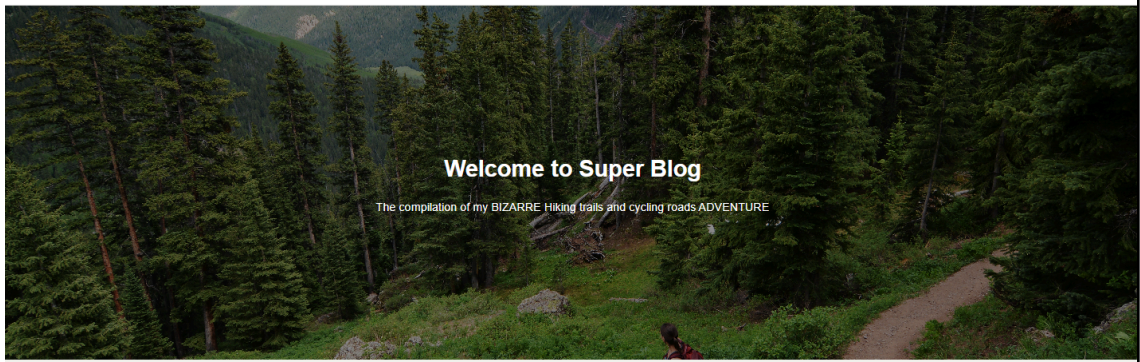 Welcome to Super Blog
The compilation of my BIZARRE Hiking trails and cycling roads ADVENTURE